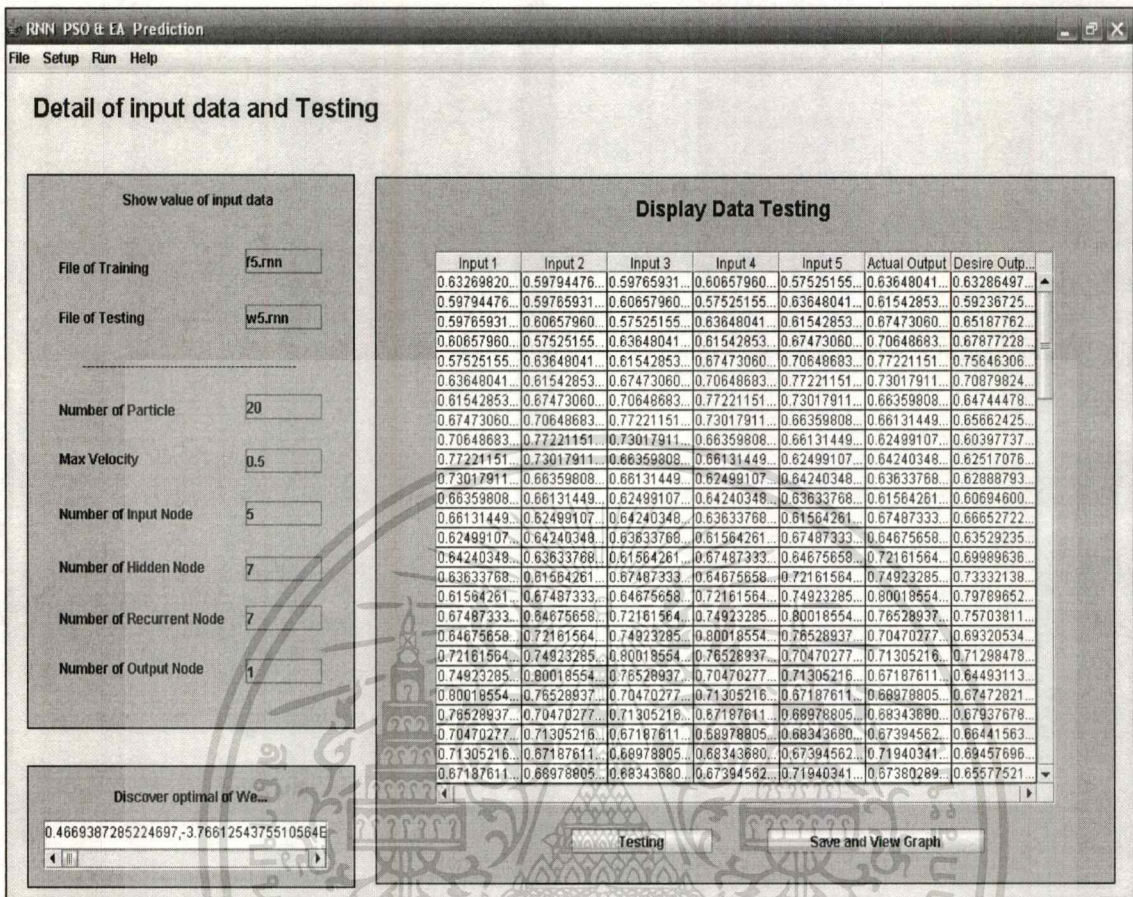 RNN PSO & EA Prediction
File Setup Run Help
Detail of input data and Testing
Show value of input data
File of Training f5.rnn
File of Testing w5.rnn
Number of Particle 20
Max Velocity 0.5
Number of Input Node 5
Number of Hidden Node 7
Number of Recurrent Node 7
Number of Output Node 1
Discover optimal of We...
0.4669387285224697,-3.7661254375510564E
Display Data Testing
Input 1 Input 2 Input 3 Input 4 Input 5 Actual Output Desire Outp...
0.63269820... 0.59794476... 0.59765931... 0.60657960... 0.57525155... 0.63648041... 0.63286497...
0.59794476... 0.59765931... 0.60657960... 0.57525155... 0.63648041... 0.61542853... 0.59236725...
0.59765931... 0.60657960... 0.57525155... 0.63648041... 0.61542853... 0.67473060... 0.65187762...
0.60657960... 0.57525155... 0.63648041... 0.61542853... 0.67473060... 0.70648683... 0.67877228...
0.57525155... 0.63648041... 0.61542853... 0.67473060... 0.70648683... 0.77221151... 0.75646306...
0.63648041... 0.61542853... 0.67473060... 0.70648683... 0.77221151... 0.73017911... 0.70879824...
0.61542853... 0.67473060... 0.70648683... 0.77221151... 0.73017911... 0.66359808... 0.64744478...
0.67473060... 0.70648683... 0.77221151... 0.73017911... 0.66359808... 0.66131449... 0.65662425...
0.70648683... 0.77221151... 0.73017911... 0.66359808... 0.66131449... 0.62499107... 0.60397737...
0.77221151... 0.73017911... 0.66359808... 0.66131449... 0.62499107... 0.64240348... 0.62517076...
0.73017911... 0.66359808... 0.66131449... 0.62499107... 0.64240348... 0.63633768... 0.62888793...
0.66359808... 0.66131449... 0.62499107... 0.64240348... 0.63633768... 0.61564261... 0.60694600...
0.66131449... 0.62499107... 0.64240348... 0.63633768... 0.61564261... 0.67487333... 0.66652722...
0.62499107... 0.64240348... 0.63633768... 0.61564261... 0.67487333... 0.64675658... 0.63529235...
0.64240348... 0.63633768... 0.61564261... 0.67487333... 0.64675658... 0.72161564... 0.69989636...
0.63633768... 0.61564261... 0.67487333... 0.64675658... 0.72161564... 0.74923285... 0.73332138...
0.61564261... 0.67487333... 0.64675658... 0.72161564... 0.74923285... 0.80018554... 0.79789652...
0.67487333... 0.64675658... 0.72161564... 0.74923285... 0.80018554... 0.76528937... 0.75703811...
0.64675658... 0.72161564... 0.74923285... 0.80018554... 0.76528937... 0.70470277... 0.69320534...
0.72161564... 0.74923285... 0.80018554... 0.76528937... 0.70470277... 0.71305216... 0.71298478...
0.74923285... 0.80018554... 0.76528937... 0.70470277... 0.71305216... 0.67187611... 0.64493113...
0.80018554... 0.76528937... 0.70470277... 0.71305216... 0.67187611... 0.68978805... 0.67472821...
0.76528937... 0.70470277... 0.71305216... 0.67187611... 0.68978805... 0.68343680... 0.67937678...
0.70470277... 0.71305216... 0.67187611... 0.68978805... 0.68343680... 0.67394562... 0.66441563...
0.71305216... 0.67187611... 0.68978805... 0.68343680... 0.67394562... 0.71940341... 0.69457696...
0.67187611... 0.68978805... 0.68343680... 0.67394562... 0.71940341... 0.67380289... 0.65577521...
Testing Save and View Graph